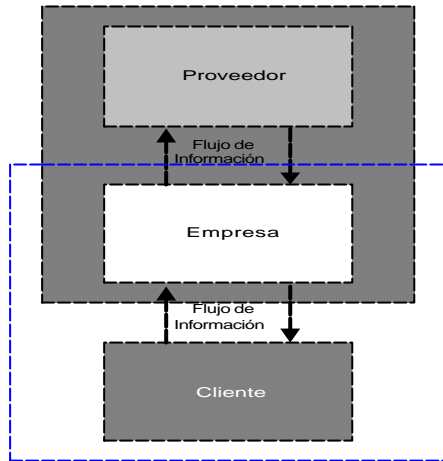 Proveedor
Flujo de
Información
Empresa
Flujo de
Información
Cliente